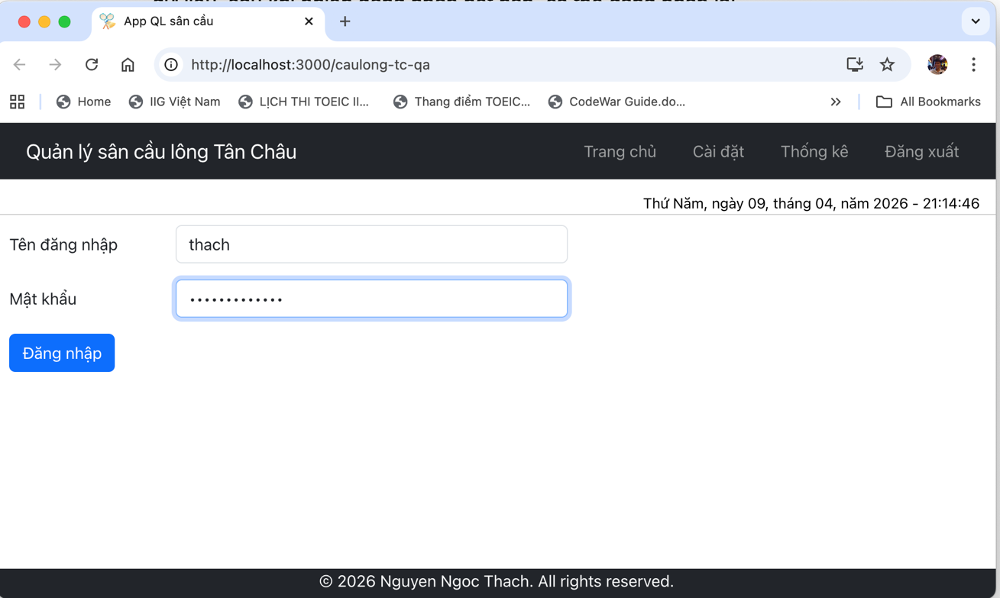 App QL sân cầu
http://localhost:3000/caulong-tc-qa
Home IIG Việt Nam LỊCH THI TOEIC II... Thang điểm TOEIC... CodeWar Guide.do... All Bookmarks
Quản lý sân cầu lông Tân Châu Trang chủ Cài đặt Thống kê Đăng xuất
Thứ Năm, ngày 09, tháng 04, năm 2026 - 21:14:46
Tên đăng nhập thach
Mật khẩu •••••••••••••
Đăng nhập
© 2026 Nguyen Ngoc Thach. All rights reserved.